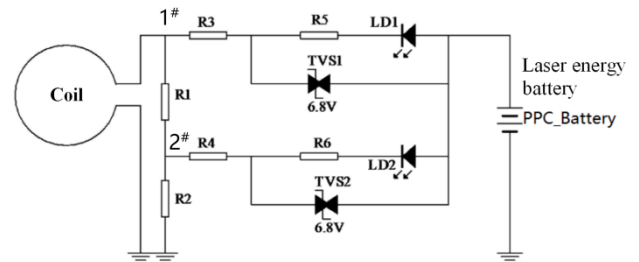 1#
R3
R5
LD1
TVS1
6.8V
Coil
R1
Laser energy
battery
PPC_Battery
2#
R4
R6
LD2
R2
TVS2
6.8V